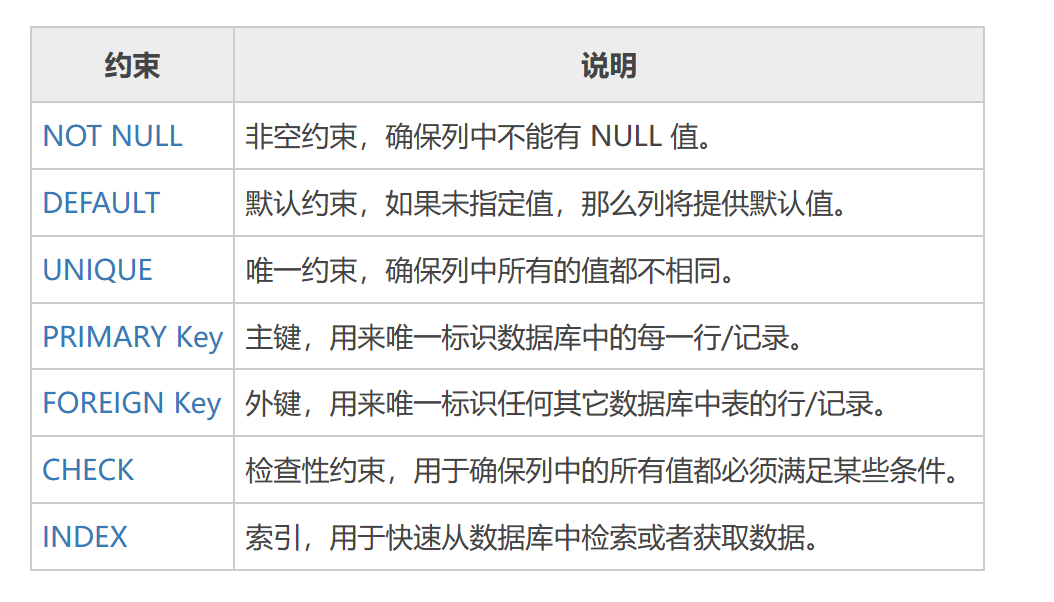 约束 说明
NOT NULL 非空约束，确保列中不能有 NULL 值。
DEFAULT 默认约束，如果未指定值，那么列将提供默认值。
UNIQUE 唯一约束，确保列中所有的值都不相同。
PRIMARY Key 主键，用来唯一标识数据库中的每一行/记录。
FOREIGN Key 外键，用来唯一标识任何其它数据库中表的行/记录。
CHECK 检查性约束，用于确保列中的所有值都必须满足某些条件。
INDEX 索引，用于快速从数据库中检索或者获取数据。